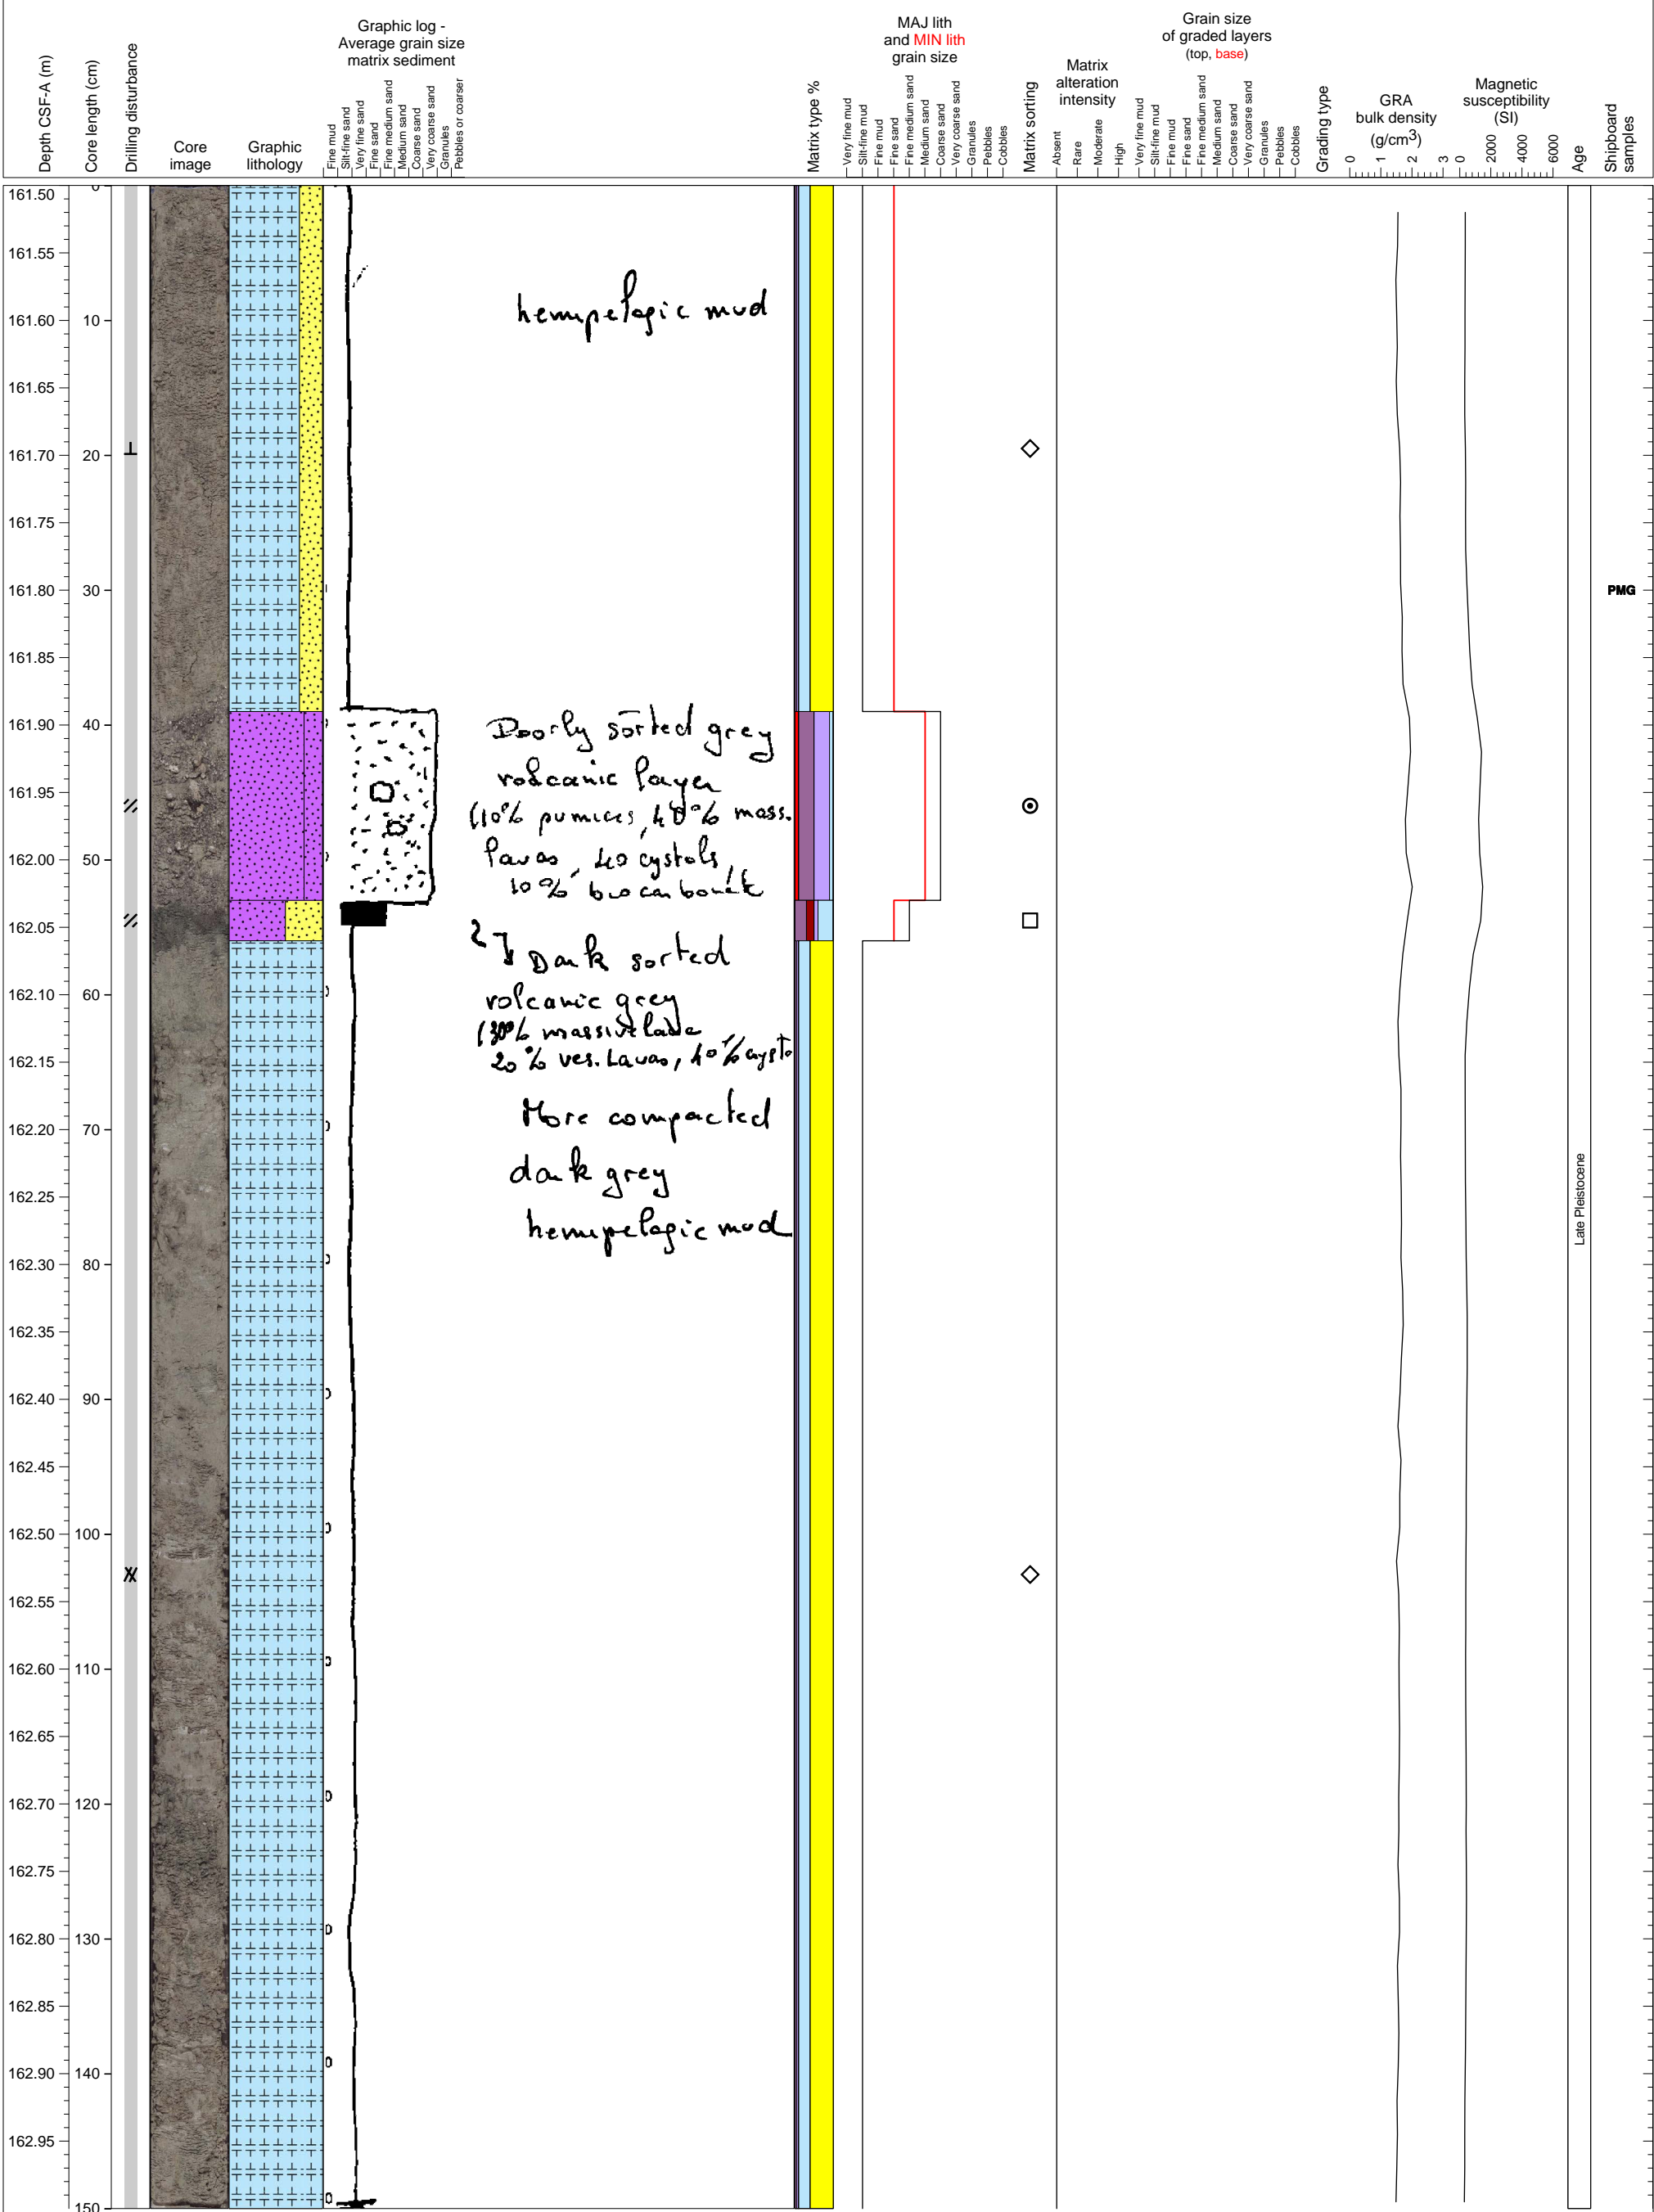 Depth CSF-A (m)
Core length (cm)
Drilling disturbance
Core
image
Graphic
lithology
Graphic log -
Average grain size
matrix sediment
Fine mud
Silt-fine sand
Very fine sand
Fine sand
Fine medium sand
Medium sand
Coarse sand
Very coarse sand
Granules
Pebbles or coarser
Matrix type %
MAJ lith
and MIN lith
grain size
Very fine mud
Silt-fine mud
Fine mud
Fine sand
Fine medium sand
Medium sand
Coarse sand
Very coarse sand
Granules
Pebbles
Cobbles
Matrix sorting
Matrix
alteration
intensity
Absent
Rare
Moderate
High
Grain size
of graded layers
(top, base)
Very fine mud
Silt-fine mud
Fine mud
Fine sand
Fine medium sand
Medium sand
Coarse sand
Very coarse sand
Granules
Pebbles
Cobbles
Grading type
GRA
bulk density
(g/cm3)
0 1 2 3
Magnetic
susceptibility
(SI)
0 2000 4000 6000
Age
Shipboard
samples
161.50
161.55
161.60
161.65
161.70
161.75
161.80
161.85
161.90
161.95
162.00
162.05
162.10
162.15
162.20
162.25
162.30
162.35
162.40
162.45
162.50
162.55
162.60
162.65
162.70
162.75
162.80
162.85
162.90
162.95
0
10
20
30
40
50
60
70
80
90
100
110
120
130
140
150
hemipelagic mud
Poorly sorted grey
volcanic layer
(10% pumices, 40% mass.
lavas, 40 cystols,
10% biocarbonate
Dark sorted
volcanic grey
(30% massive lava
20% ves. Lavas, 40% cryst
More compacted
dark grey
hemipelagic mud
PMG
Late Pleistocene